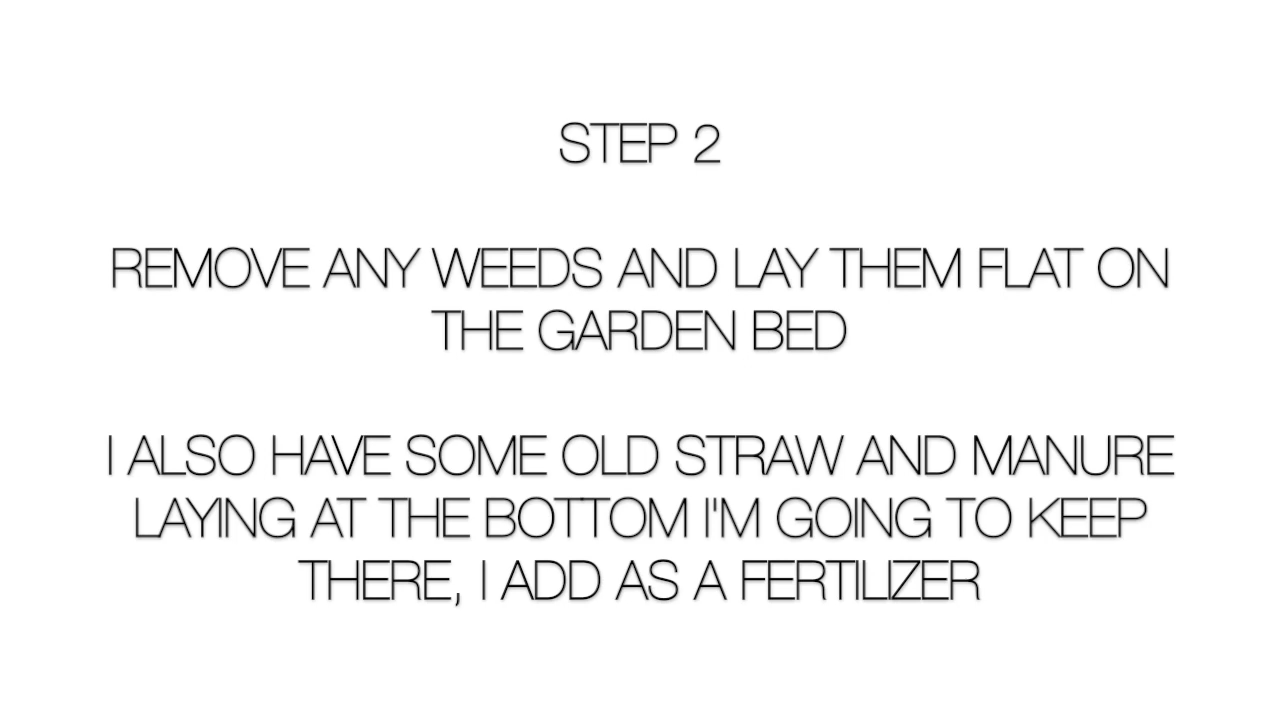 STEP 2
REMOVE ANY WEEDS AND LAY THEM FLAT ON
THE GARDEN BED
I ALSO HAVE SOME OLD STRAW AND MANURE
LAYING AT THE BOTTOM I'M GOING TO KEEP
THERE, I ADD AS A FERTILIZER